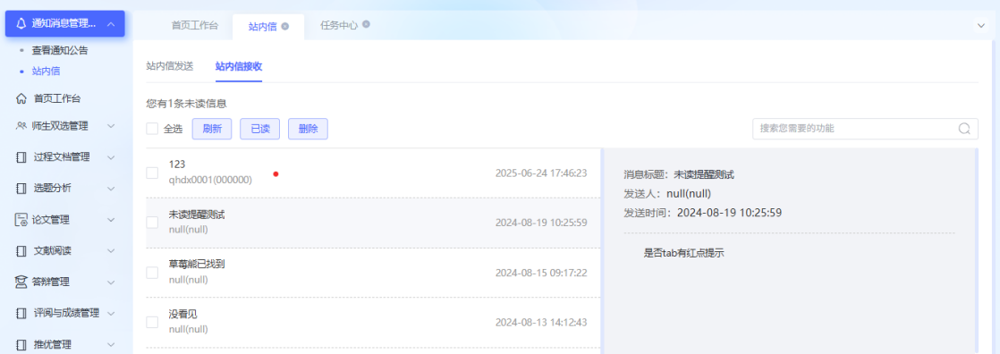 通知消息管理...
首页工作台
站内信
任务中心
查看通知公告
站内信
首页工作台
师生双选管理
过程文档管理
选题分析
论文管理
文献阅读
答辩管理
评阅与成绩管理
推优管理
站内信发送
站内信接收
您有1条未读信息
全选
刷新
已读
删除
搜索您需要的功能
123
qhdx0001(000000)
2025-06-24 17:46:23
未读提醒测试
null(null)
2024-08-19 10:25:59
草莓能已找到
null(null)
2024-08-15 09:17:22
没看见
null(null)
2024-08-13 14:12:43
消息标题：未读提醒测试
发送人：null(null)
发送时间：2024-08-19 10:25:59
是否tab有红点提示